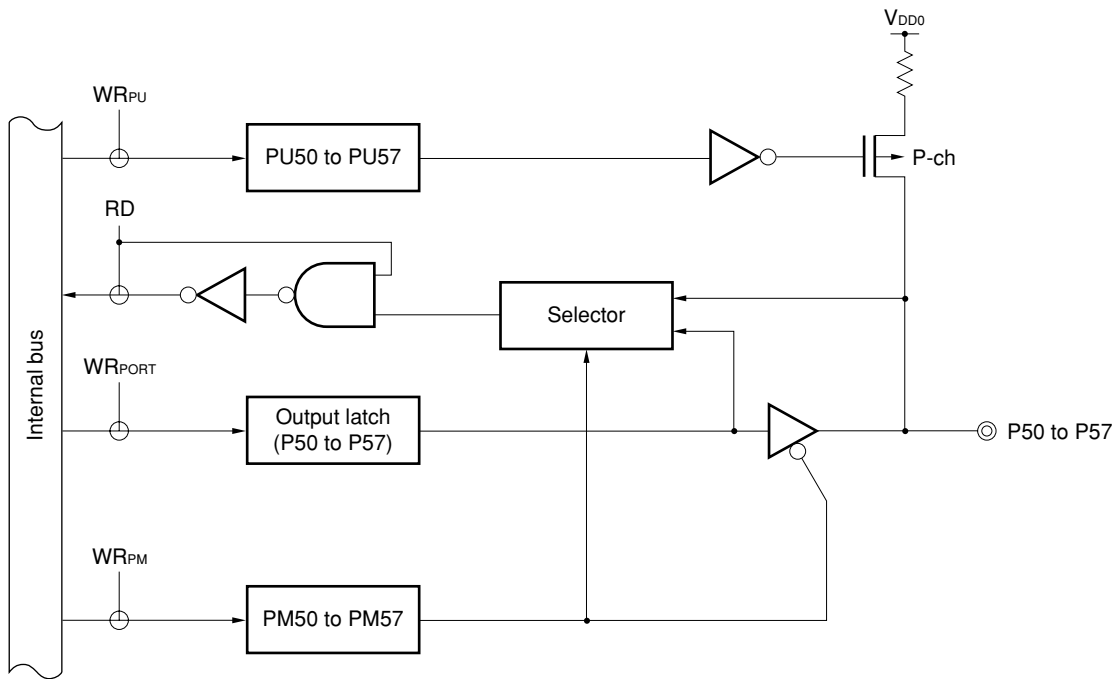 VDD0
WRPU
PU50 to PU57
P-ch
RD
Selector
Internal bus
WRPORT
Output latch
(P50 to P57)
P50 to P57
WRPM
PM50 to PM57